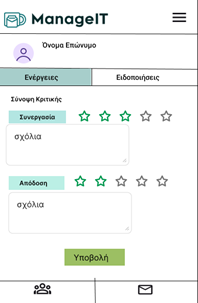 ManageIT
Όνομα Επώνυμο
Ενέργειες Ειδοποιήσεις
Σύνοψη Κριτικής
Συνεργασία
σχόλια
Απόδοση
σχόλια
Υποβολή